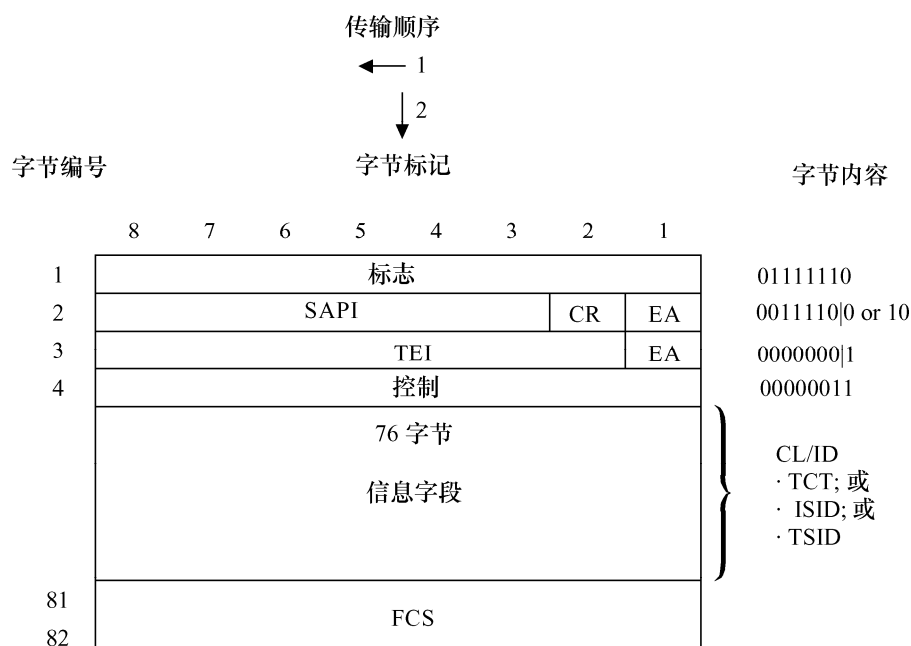 传输顺序
1
2
字节编号 字节标记 字节内容
8 7 6 5 4 3 2 1
1 标志 01111110
2 SAPI CR EA 0011110|0 or 10
3 TEI EA 0000000|1
4 控制 00000011
76 字节
信息字段
CL/ID
· TCT; 或
· ISID; 或
· TSID
81
FCS
82